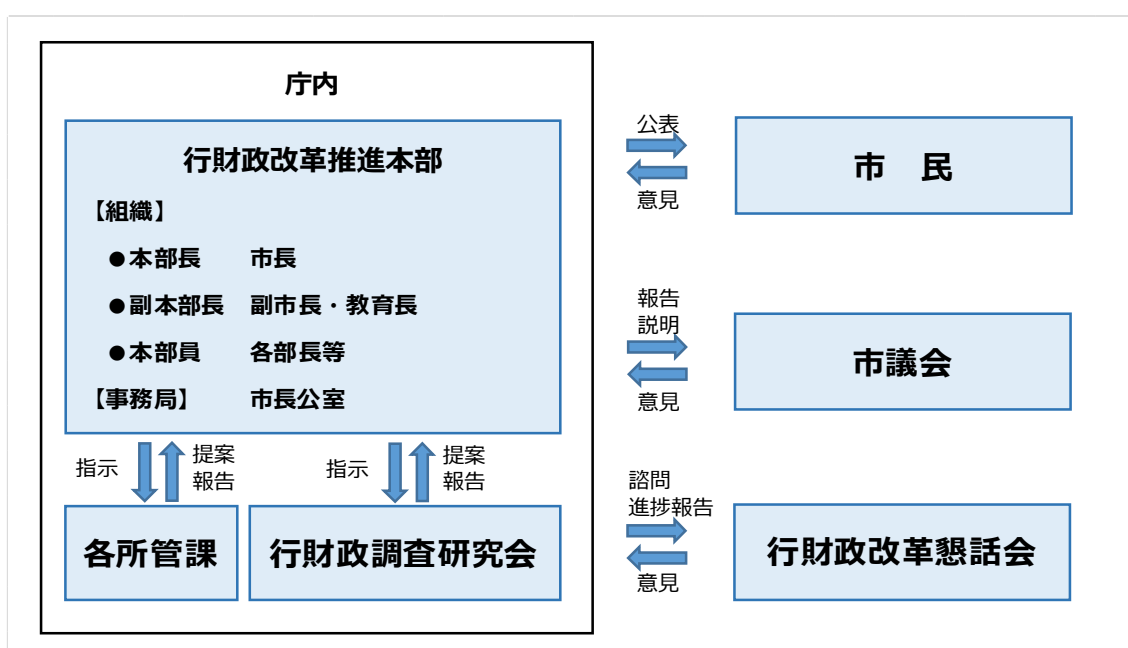 庁内
行財政改革推進本部
【組織】
●本部長 市長
●副本部長 副市長・教育長
●本部員 各部長等
【事務局】 市長公室
指示
提案
報告
指示
提案
報告
各所管課
行財政調査研究会
公表
意見
市 民
報告
説明
意見
市議会
諮問
進捗報告
意見
行財政改革懇話会